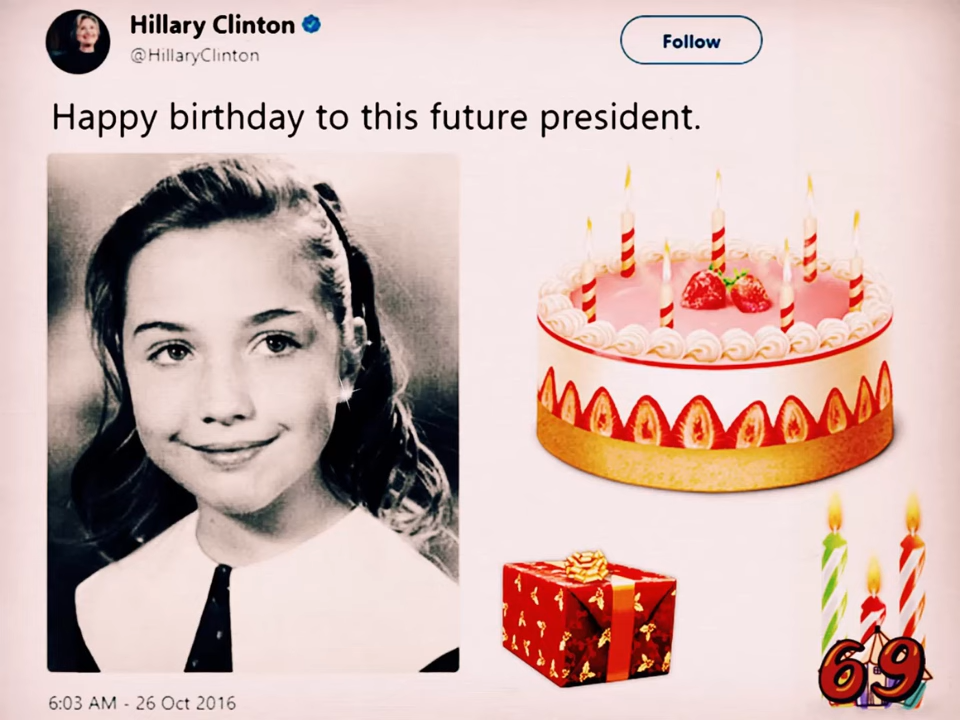 Hillary Clinton
@HillaryClinton
Follow
Happy birthday to this future president.
6:03 AM - 26 Oct 2016
69